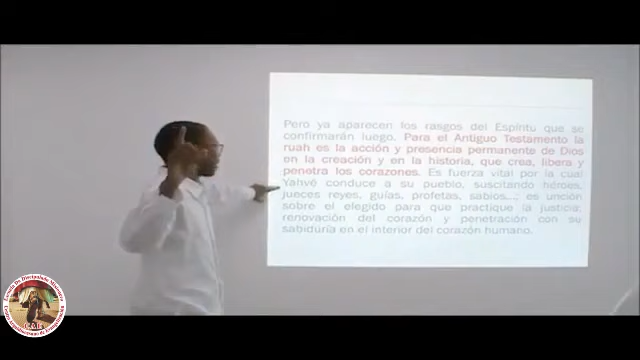 Pero ya aparecen los rasgos del Espíritu que se
confirmarán luego. Para el Antiguo Testamento la
ruah es la acción y presencia permanente de Dios
en la creación y en la historia, que crea, libera y
penetra los corazones. Es fuerza vital por la cual
Yahvé conduce a su pueblo, suscitando héroes,
jueces reyes, guías, profetas, sabios...; es unción
sobre el elegido para que practique la justicia;
renovación del corazón y penetración con su
sabiduría en el interior del corazón humano.
Escuela De Discipulado Misionero